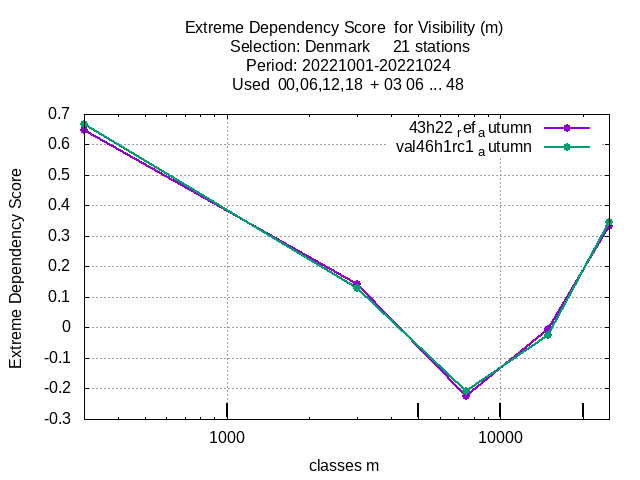 Extreme Dependency Score for Visibility (m)
Selection: Denmark 21 stations
Period: 20221001-20221024
Used 00,06,12,18 + 03 06 ... 48
43h22_ref_autumn
val46h1rc1_autumn
Extreme Dependency Score
0.7
0.6
0.5
0.4
0.3
0.2
0.1
0
-0.1
-0.2
-0.3
1000 10000
classes m